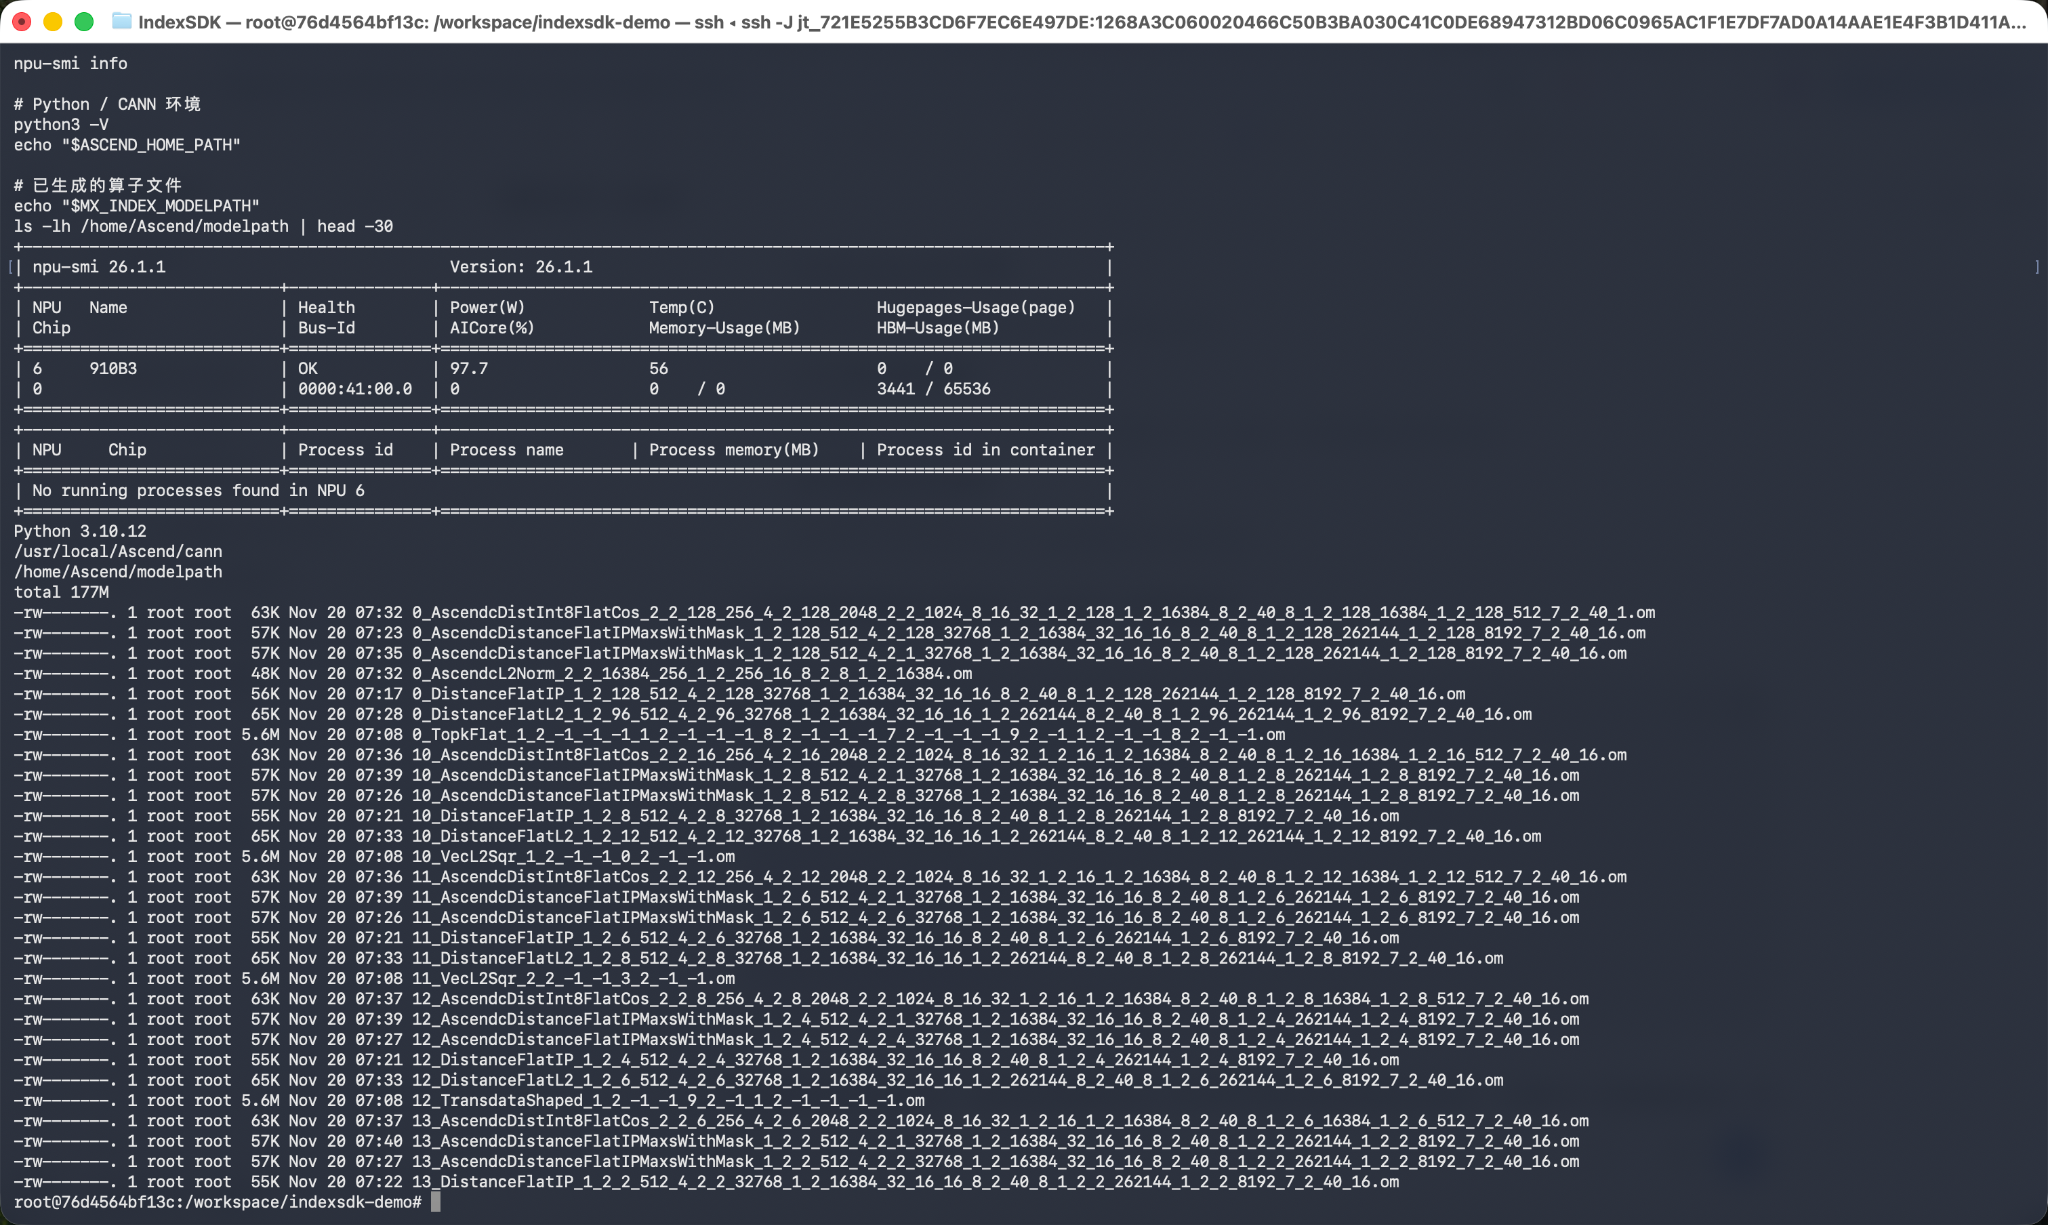 IndexSDK — root@76d4564bf13c: /workspace/indexsdk-demo — ssh ◂ ssh -J jt_721E5255B3CD6F7EC6E497DE:1268A3C060020466C50B3BA030C41C0DE68947312BD06C0965AC1F1E7DF7AD0A14AAE1E4F3B1D411A...
npu-smi info
# Python / CANN 环境
python3 -V
echo "$ASCEND_HOME_PATH"
# 已生成的算子文件
echo "$MX_INDEX_MODELPATH"
ls -lh /home/Ascend/modelpath | head -30
| npu-smi 26.1.1 Version: 26.1.1 |
| NPU Name | Health | Power(W) Temp(C) Hugepages-Usage(page) |
| Chip | Bus-Id | AICore(%) Memory-Usage(MB) HBM-Usage(MB) |
| 6 910B3 | OK | 97.7 56 0 / 0 |
| 0 | 0000:41:00.0 | 0 0 / 0 3441 / 65536 |
| NPU Chip | Process id | Process name | Process memory(MB) | Process id in container |
| No running processes found in NPU 6 |
Python 3.10.12
/usr/local/Ascend/cann
/home/Ascend/modelpath
total 177M
-rw-------. 1 root root 63K Nov 20 07:32 0_AscendcDistInt8FlatCos_2_2_128_256_4_2_128_2048_2_2_1024_8_16_32_1_2_128_1_2_16384_8_2_40_8_1_2_128_16384_1_2_128_512_7_2_40_1.om
-rw-------. 1 root root 57K Nov 20 07:23 0_AscendcDistanceFlatIPMaxsWithMask_1_2_128_512_4_2_128_32768_1_2_16384_32_16_16_8_2_40_8_1_2_128_262144_1_2_128_8192_7_2_40_16.om
-rw-------. 1 root root 57K Nov 20 07:35 0_AscendcDistanceFlatIPMaxsWithMask_1_2_128_512_4_2_1_32768_1_2_16384_32_16_16_8_2_40_8_1_2_128_262144_1_2_128_8192_7_2_40_16.om
-rw-------. 1 root root 48K Nov 20 07:32 0_AscendcL2Norm_2_2_16384_256_1_2_256_16_8_2_8_1_2_16384.om
-rw-------. 1 root root 56K Nov 20 07:17 0_DistanceFlatIP_1_2_128_512_4_2_128_32768_1_2_16384_32_16_16_8_2_40_8_1_2_128_262144_1_2_128_8192_7_2_40_16.om
-rw-------. 1 root root 65K Nov 20 07:28 0_DistanceFlatL2_1_2_96_512_4_2_96_32768_1_2_16384_32_16_16_1_2_262144_8_2_40_8_1_2_96_262144_1_2_96_8192_7_2_40_16.om
-rw-------. 1 root root 5.6M Nov 20 07:08 0_TopkFlat_1_2_-1_-1_-1_1_2_-1_-1_-1_8_2_-1_-1_-1_7_2_-1_-1_-1_9_2_-1_1_2_-1_-1_8_2_-1_-1.om
-rw-------. 1 root root 63K Nov 20 07:36 10_AscendcDistInt8FlatCos_2_2_16_256_4_2_16_2048_2_2_1024_8_16_32_1_2_16_1_2_16384_8_2_40_8_1_2_16_16384_1_2_16_512_7_2_40_16.om
-rw-------. 1 root root 57K Nov 20 07:39 10_AscendcDistanceFlatIPMaxsWithMask_1_2_8_512_4_2_1_32768_1_2_16384_32_16_16_8_2_40_8_1_2_8_262144_1_2_8_8192_7_2_40_16.om
-rw-------. 1 root root 57K Nov 20 07:26 10_AscendcDistanceFlatIPMaxsWithMask_1_2_8_512_4_2_8_32768_1_2_16384_32_16_16_8_2_40_8_1_2_8_262144_1_2_8_8192_7_2_40_16.om
-rw-------. 1 root root 55K Nov 20 07:21 10_DistanceFlatIP_1_2_8_512_4_2_8_32768_1_2_16384_32_16_16_8_2_40_8_1_2_8_262144_1_2_8_8192_7_2_40_16.om
-rw-------. 1 root root 65K Nov 20 07:33 10_DistanceFlatL2_1_2_12_512_4_2_12_32768_1_2_16384_32_16_16_1_2_262144_8_2_40_8_1_2_12_262144_1_2_12_8192_7_2_40_16.om
-rw-------. 1 root root 5.6M Nov 20 07:08 10_VecL2Sqr_1_2_-1_-1_0_2_-1_-1.om
-rw-------. 1 root root 63K Nov 20 07:36 11_AscendcDistInt8FlatCos_2_2_12_256_4_2_12_2048_2_2_1024_8_16_32_1_2_16_1_2_16384_8_2_40_8_1_2_12_16384_1_2_12_512_7_2_40_16.om
-rw-------. 1 root root 57K Nov 20 07:39 11_AscendcDistanceFlatIPMaxsWithMask_1_2_6_512_4_2_1_32768_1_2_16384_32_16_16_8_2_40_8_1_2_6_262144_1_2_6_8192_7_2_40_16.om
-rw-------. 1 root root 57K Nov 20 07:26 11_AscendcDistanceFlatIPMaxsWithMask_1_2_6_512_4_2_6_32768_1_2_16384_32_16_16_8_2_40_8_1_2_6_262144_1_2_6_8192_7_2_40_16.om
-rw-------. 1 root root 55K Nov 20 07:21 11_DistanceFlatIP_1_2_6_512_4_2_6_32768_1_2_16384_32_16_16_8_2_40_8_1_2_6_262144_1_2_6_8192_7_2_40_16.om
-rw-------. 1 root root 65K Nov 20 07:33 11_DistanceFlatL2_1_2_8_512_4_2_8_32768_1_2_16384_32_16_16_1_2_262144_8_2_40_8_1_2_8_262144_1_2_8_8192_7_2_40_16.om
-rw-------. 1 root root 5.6M Nov 20 07:08 11_VecL2Sqr_2_2_-1_-1_3_2_-1_-1.om
-rw-------. 1 root root 63K Nov 20 07:37 12_AscendcDistInt8FlatCos_2_2_8_256_4_2_8_2048_2_2_1024_8_16_32_1_2_16_1_2_16384_8_2_40_8_1_2_8_16384_1_2_8_512_7_2_40_16.om
-rw-------. 1 root root 57K Nov 20 07:39 12_AscendcDistanceFlatIPMaxsWithMask_1_2_4_512_4_2_1_32768_1_2_16384_32_16_16_8_2_40_8_1_2_4_262144_1_2_4_8192_7_2_40_16.om
-rw-------. 1 root root 57K Nov 20 07:27 12_AscendcDistanceFlatIPMaxsWithMask_1_2_4_512_4_2_4_32768_1_2_16384_32_16_16_8_2_40_8_1_2_4_262144_1_2_4_8192_7_2_40_16.om
-rw-------. 1 root root 55K Nov 20 07:21 12_DistanceFlatIP_1_2_4_512_4_2_4_32768_1_2_16384_32_16_16_8_2_40_8_1_2_4_262144_1_2_4_8192_7_2_40_16.om
-rw-------. 1 root root 65K Nov 20 07:33 12_DistanceFlatL2_1_2_6_512_4_2_6_32768_1_2_16384_32_16_16_1_2_262144_8_2_40_8_1_2_6_262144_1_2_6_8192_7_2_40_16.om
-rw-------. 1 root root 5.6M Nov 20 07:08 12_TransdataShaped_1_2_-1_-1_9_2_-1_1_2_-1_-1_-1_-1.om
-rw-------. 1 root root 63K Nov 20 07:37 13_AscendcDistInt8FlatCos_2_2_6_256_4_2_6_2048_2_2_1024_8_16_32_1_2_16_1_2_16384_8_2_40_8_1_2_6_16384_1_2_6_512_7_2_40_16.om
-rw-------. 1 root root 57K Nov 20 07:40 13_AscendcDistanceFlatIPMaxsWithMask_1_2_2_512_4_2_1_32768_1_2_16384_32_16_16_8_2_40_8_1_2_2_262144_1_2_2_8192_7_2_40_16.om
-rw-------. 1 root root 57K Nov 20 07:27 13_AscendcDistanceFlatIPMaxsWithMask_1_2_2_512_4_2_2_32768_1_2_16384_32_16_16_8_2_40_8_1_2_2_262144_1_2_2_8192_7_2_40_16.om
-rw-------. 1 root root 55K Nov 20 07:22 13_DistanceFlatIP_1_2_2_512_4_2_2_32768_1_2_16384_32_16_16_8_2_40_8_1_2_2_262144_1_2_2_8192_7_2_40_16.om
root@76d4564bf13c:/workspace/indexsdk-demo#